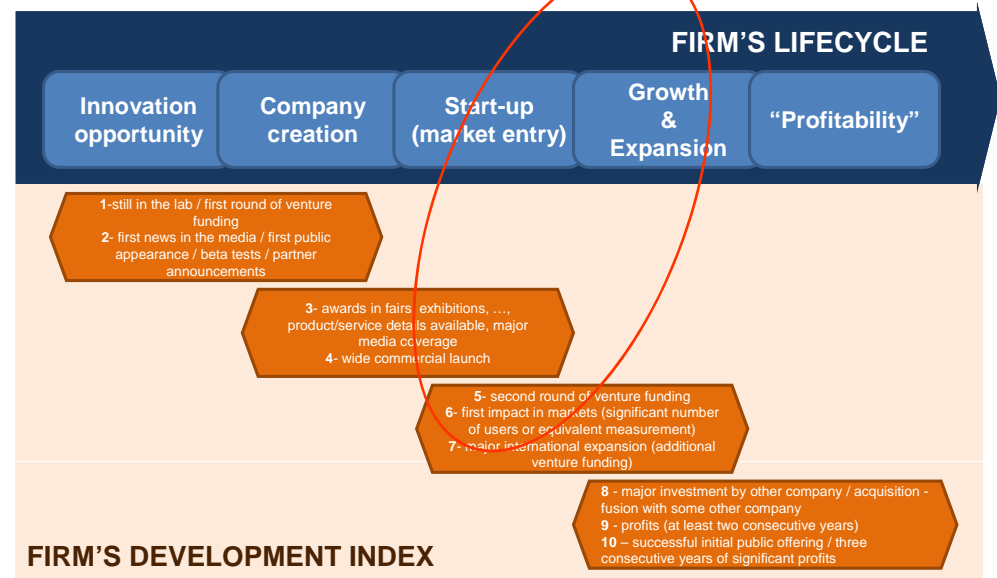 FIRM'S LIFECYCLE
Innovation
opportunity
Company
creation
Start-up
(market entry)
Growth
&
Expansion
“Profitability”
1-still in the lab / first round of venture
funding
2- first news in the media / first public
appearance / beta tests / partner
announcements
3- awards in fairs, exhibitions, …,
product/service details available, major
media coverage
4- wide commercial launch
5- second round of venture funding
6- first impact in markets (significant number
of users or equivalent measurement)
7- major international expansion (additional
venture funding)
8 - major investment by other company / acquisition -
fusion with some other company
9 - profits (at least two consecutive years)
10 – successful initial public offering / three
consecutive years of significant profits
FIRM'S DEVELOPMENT INDEX